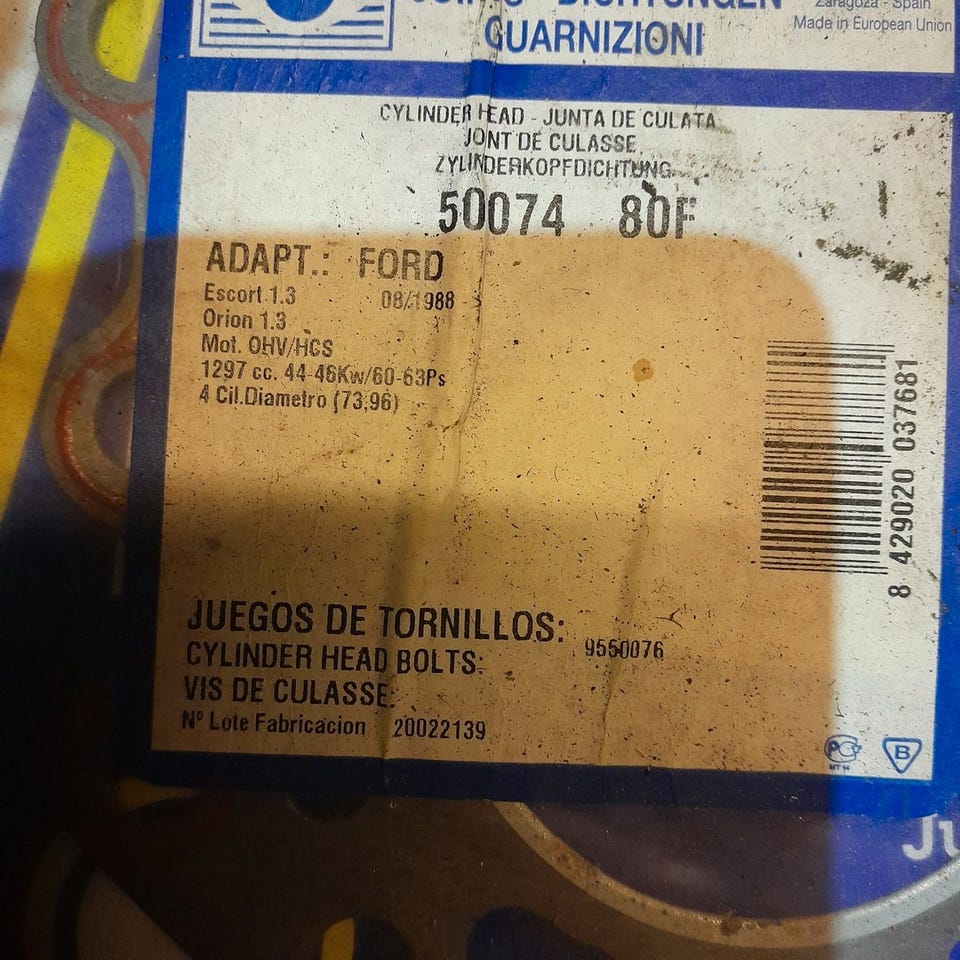 DICHTUNGEN
Zaragoza - Spain
GUARNIZIONI
Made in European Union
CYLINDER HEAD - JUNTA DE CULATA
JONT DE CULASSE
ZYLINDERKOPFDICHTUNG
50074 80F
ADAPT.: FORD
Escort 1.3 08/1988
Orion 1.3
Mot. OHV/HCS
1297 cc. 44-46Kw/60-63Ps
4 Cil.Diametro (73,96)
8 429020 037681
JUEGOS DE TORNILLOS:
CYLINDER HEAD BOLTS: 9550076
VIS DE CULASSE:
Nº Lote Fabricacion 20022139
B